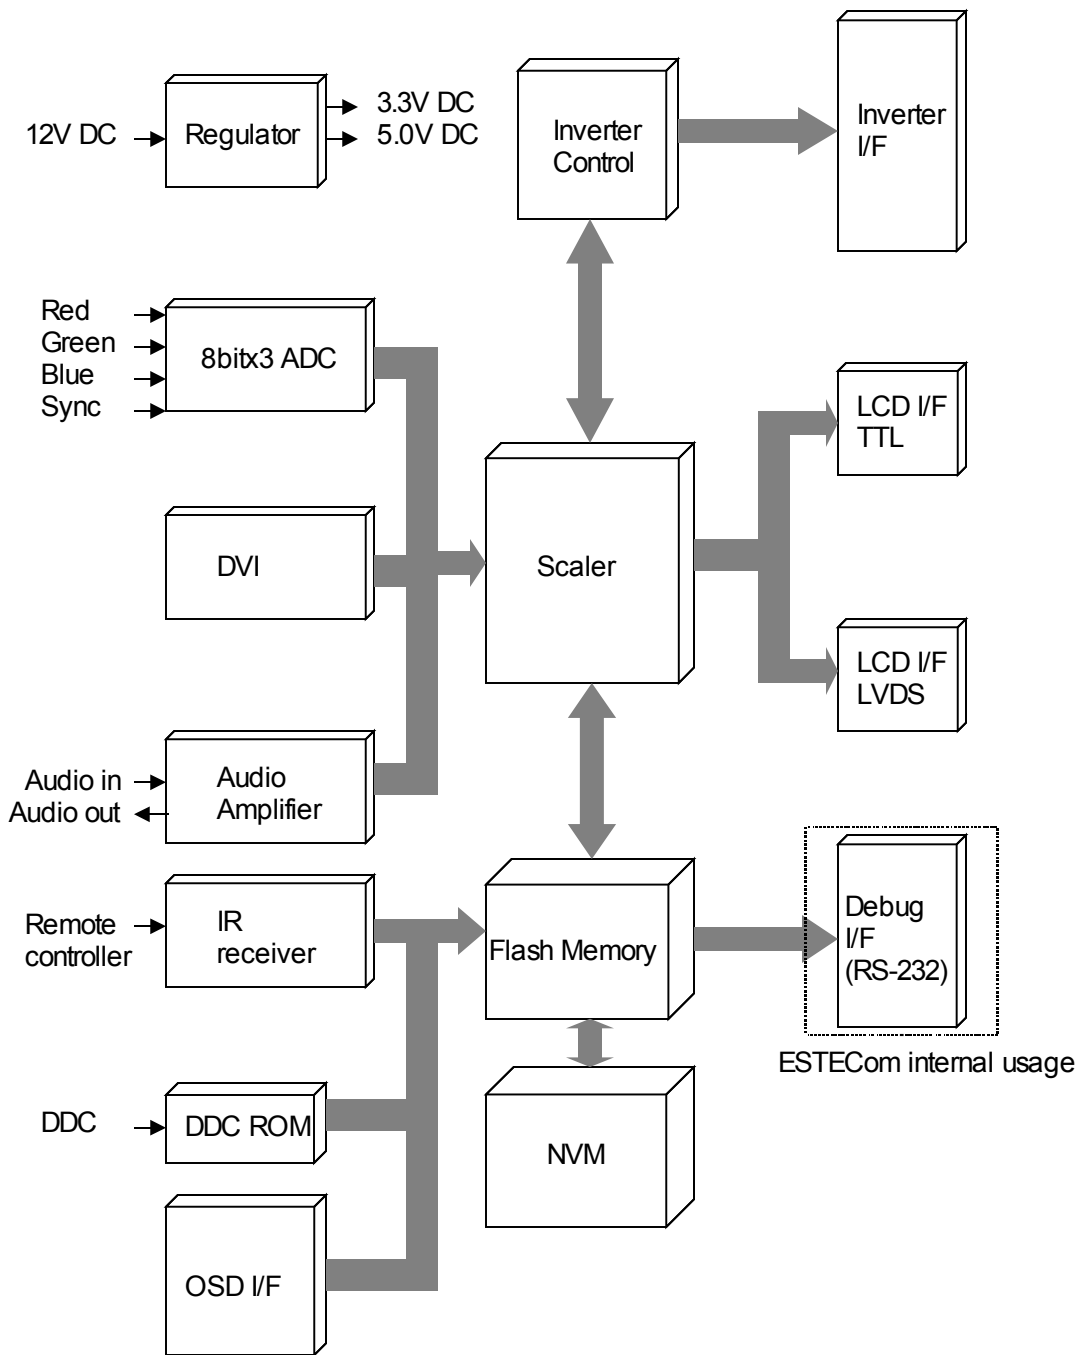 12V DC
Regulator
3.3V DC
5.0V DC
Inverter
Control
Inverter
I/F
Red
Green
Blue
Sync
8bitx3 ADC
LCD I/F
TTL
DVI
Scaler
LCD I/F
LVDS
Audio in
Audio out
Audio
Amplifier
Remote
controller
IR
receiver
Flash Memory
Debug
I/F
(RS-232)
ESTECom internal usage
DDC
DDC ROM
NVM
OSD I/F